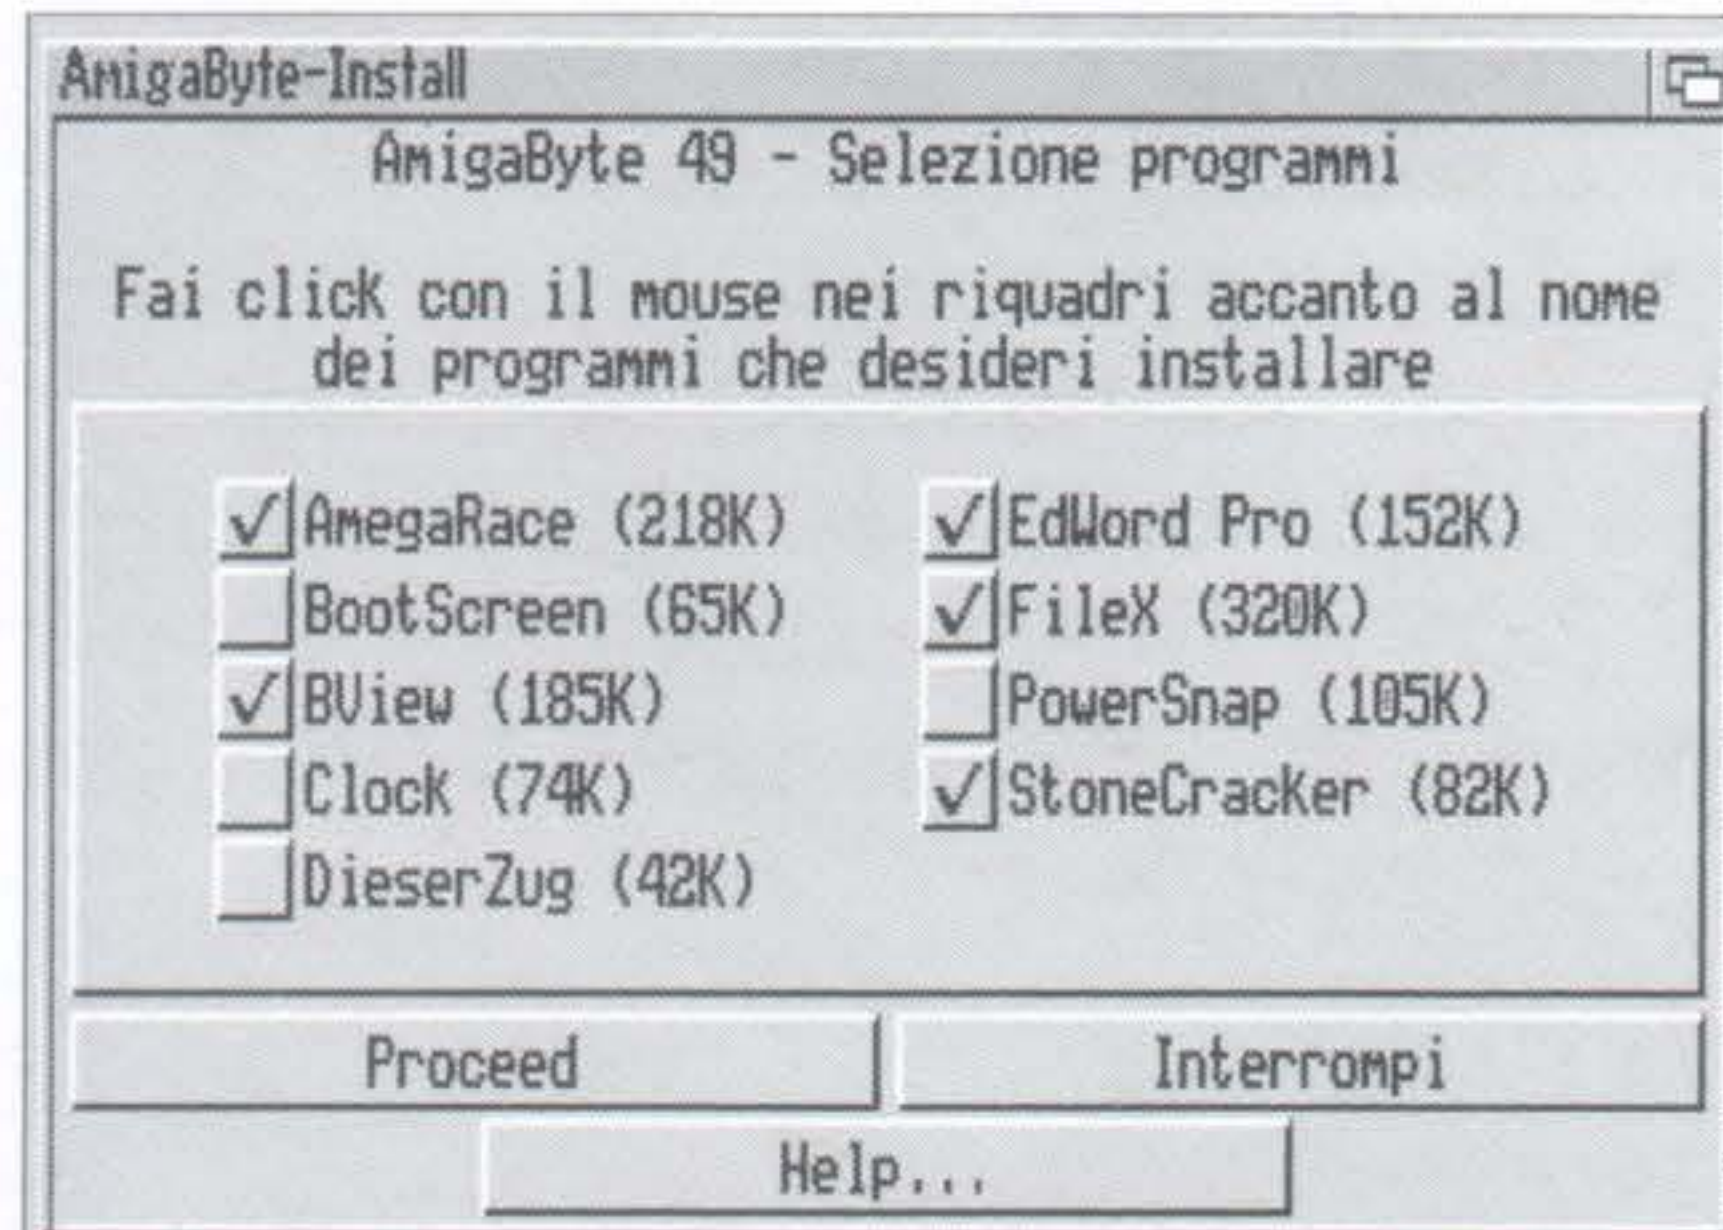 AmigaByte-Install
AmigaByte 49 - Selezione programmi
Fai click con il mouse nei riquadri accanto al nome
dei programmi che desideri installare
AmegaRace (218K)
BootScreen (65K)
BView (185K)
Clock (74K)
DieserZug (42K)
EdWord Pro (152K)
FileX (320K)
PowerSnap (105K)
StoneCracker (82K)
Proceed
Interrompi
Help...